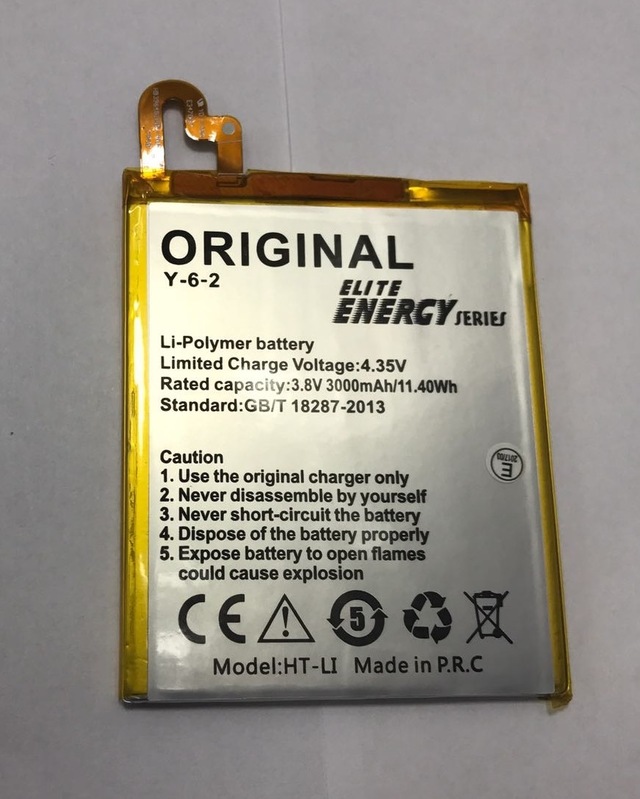 ORIGINAL
Y-6-2
ELITE
ENERGY SERIES
Li-Polymer battery
Limited Charge Voltage:4.35V
Rated capacity:3.8V 3000mAh/11.40Wh
Standard:GB/T 18287-2013
E
Caution
1. Use the original charger only
2. Never disassemble by yourself
3. Never short-circuit the battery
4. Dispose of the battery properly
5. Expose battery to open flames
could cause explosion
CE
5
Model:HT-LI Made in P.R.C